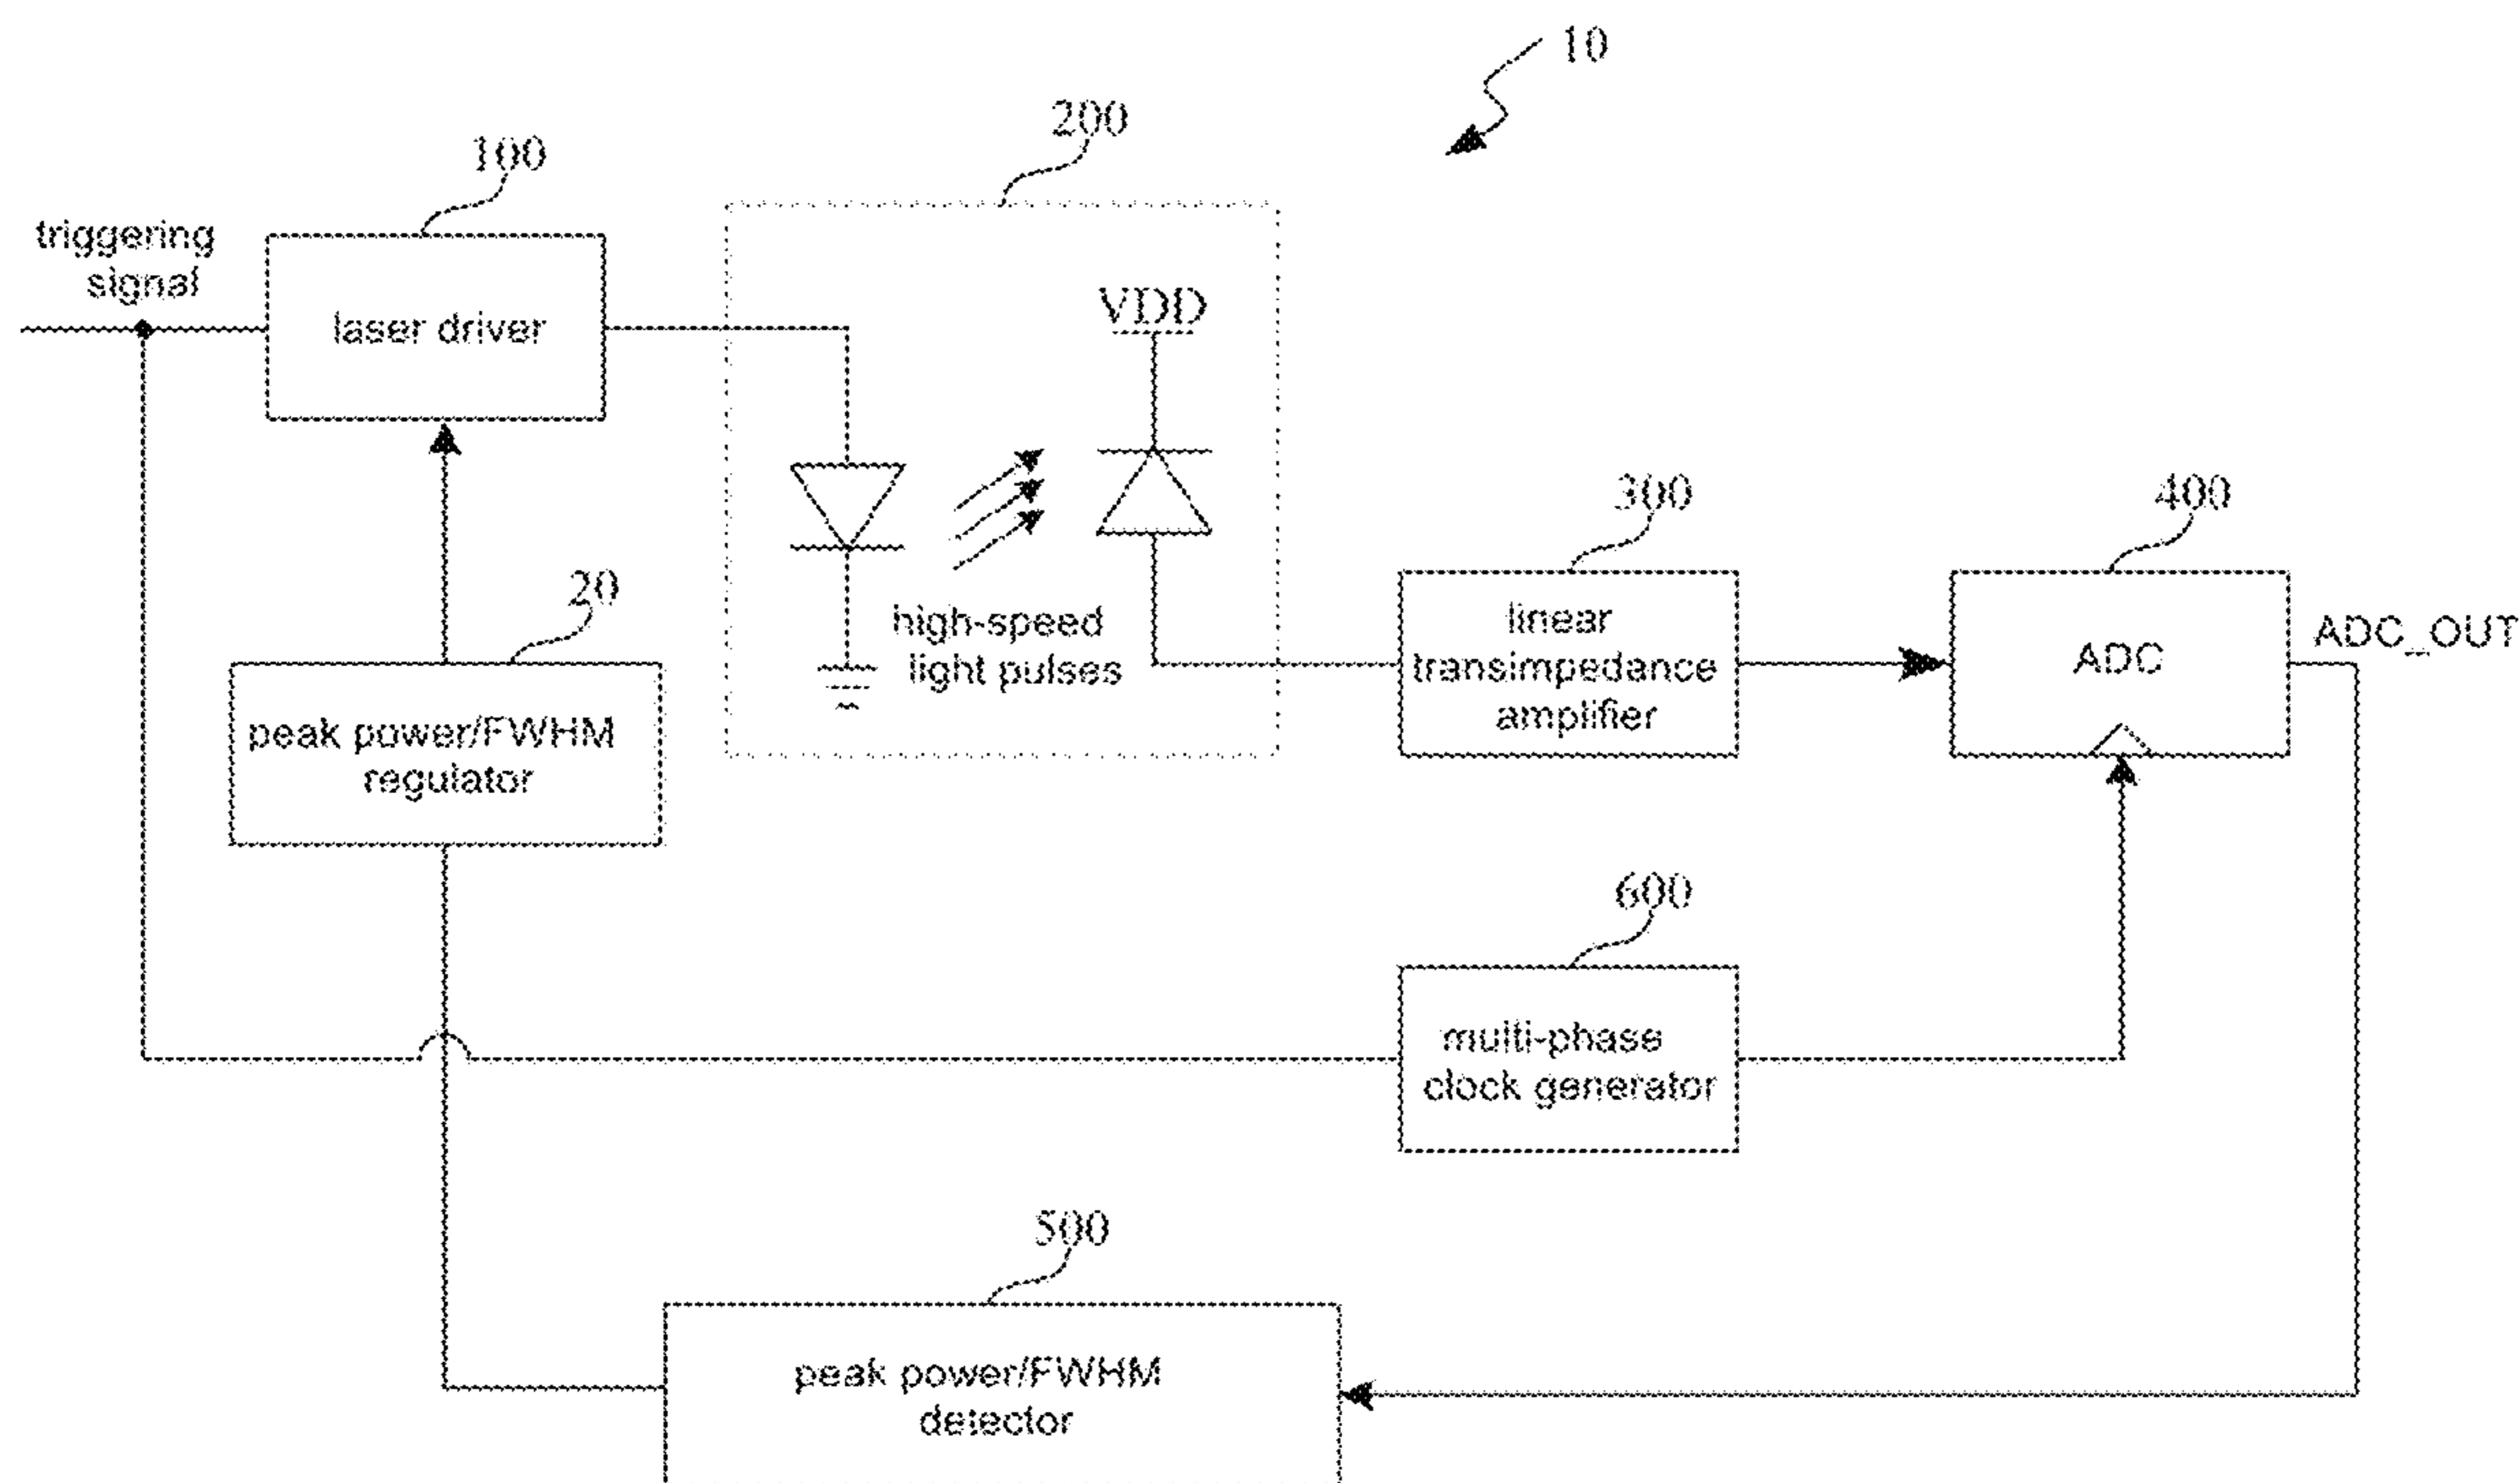 10
200
100
triggering
signal
laser driver
VDD
300
400
20
high-speed
light pulses
linear
transimpedance
amplifier
ADC
ADC_OUT
peak power/FWHM
regulator
600
multi-phase
clock generator
500
peak power/FWHM
detector